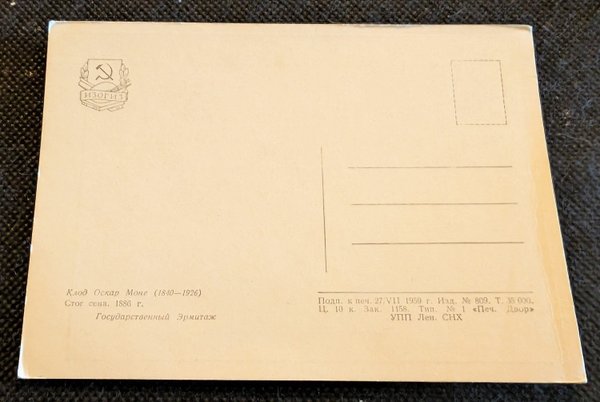 ИЗОГИЗ
Клод Оскар Моне (1840—1926)
Стог сена. 1886 г.
Государственный Эрмитаж
Подп. к печ. 27/VII 1959 г. Изд. № 809. Т. 35 000.
Ц. 10 к. Зак. 1158. Тип. № 1 «Печ. Двор»
УПП Лен. СНХ